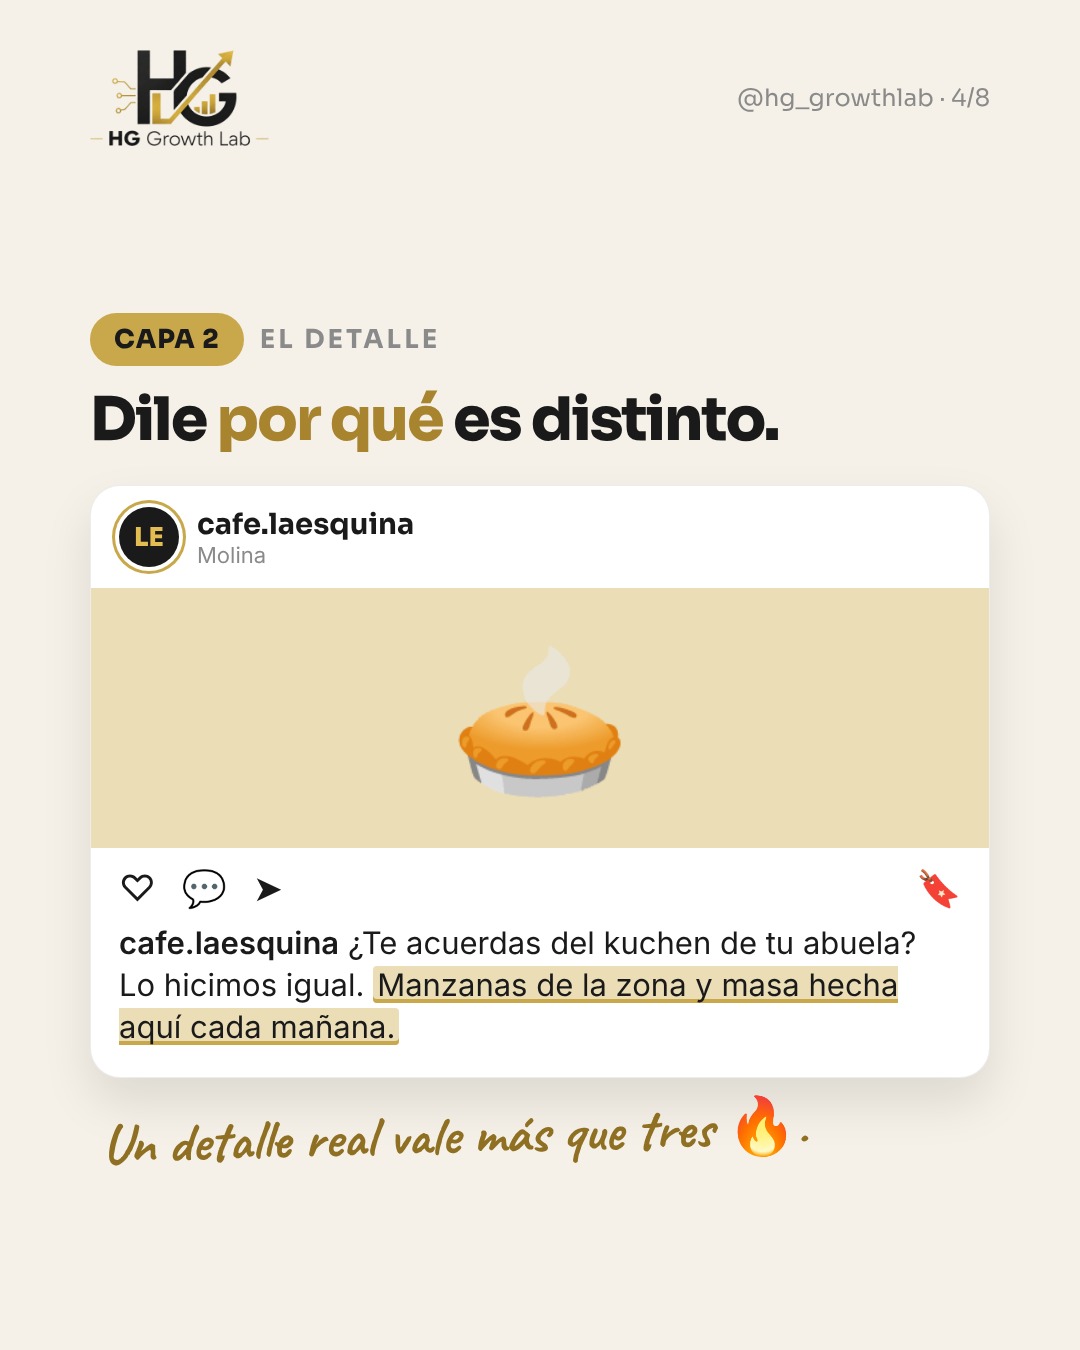 HG
HG Growth Lab
@hg_growthlab · 4/8
CAPA 2 EL DETALLE
Dile por qué es distinto.
LE
cafe.laesquina
Molina
cafe.laesquina ¿Te acuerdas del kuchen de tu abuela?
Lo hicimos igual. Manzanas de la zona y masa hecha
aquí cada mañana.
Un detalle real vale más que tres 🔥.